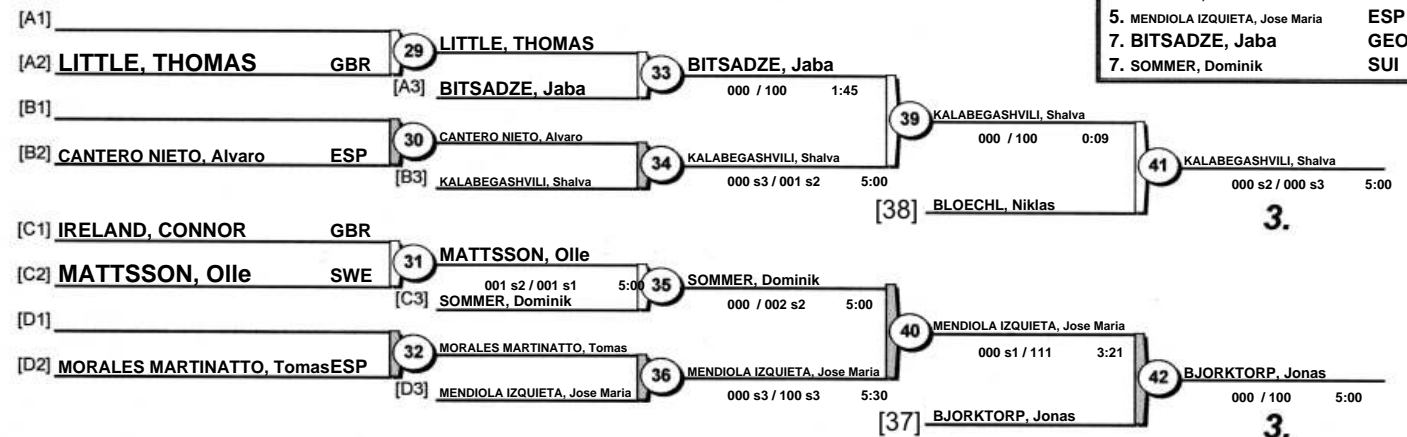 5. MENDIOLA IZQUIETA, Jose Maria ESP
7. BITSADZE, Jaba GEO
7. SOMMER, Dominik SUI
[A1]
[A2] LITTLE, THOMAS GBR
29
LITTLE, THOMAS
[A3] BITSADZE, Jaba
33
BITSADZE, Jaba
000 / 100 1:45
[B1]
[B2] CANTERO NIETO, Alvaro ESP
30
CANTERO NIETO, Alvaro
[B3] KALABEGASHVILI, Shalva
34
KALABEGASHVILI, Shalva
000 s3 / 001 s2 5:00
39
KALABEGASHVILI, Shalva
000 / 100 0:09
[38] BLOECHL, Niklas
41
KALABEGASHVILI, Shalva
000 s2 / 000 s3 5:00
3.
[C1] IRELAND, CONNOR GBR
[C2] MATTSSON, Olle SWE
31
MATTSSON, Olle
001 s2 / 001 s1 5:00
[C3] SOMMER, Dominik
35
SOMMER, Dominik
000 / 002 s2 5:00
[D1]
[D2] MORALES MARTINATTO, Tomas ESP
32
MORALES MARTINATTO, Tomas
[D3] MENDIOLA IZQUIETA, Jose Maria
36
MENDIOLA IZQUIETA, Jose Maria
000 s3 / 100 s3 5:30
40
MENDIOLA IZQUIETA, Jose Maria
000 s1 / 111 3:21
[37] BJORKTORP, Jonas
42
BJORKTORP, Jonas
000 / 100 5:00
3.